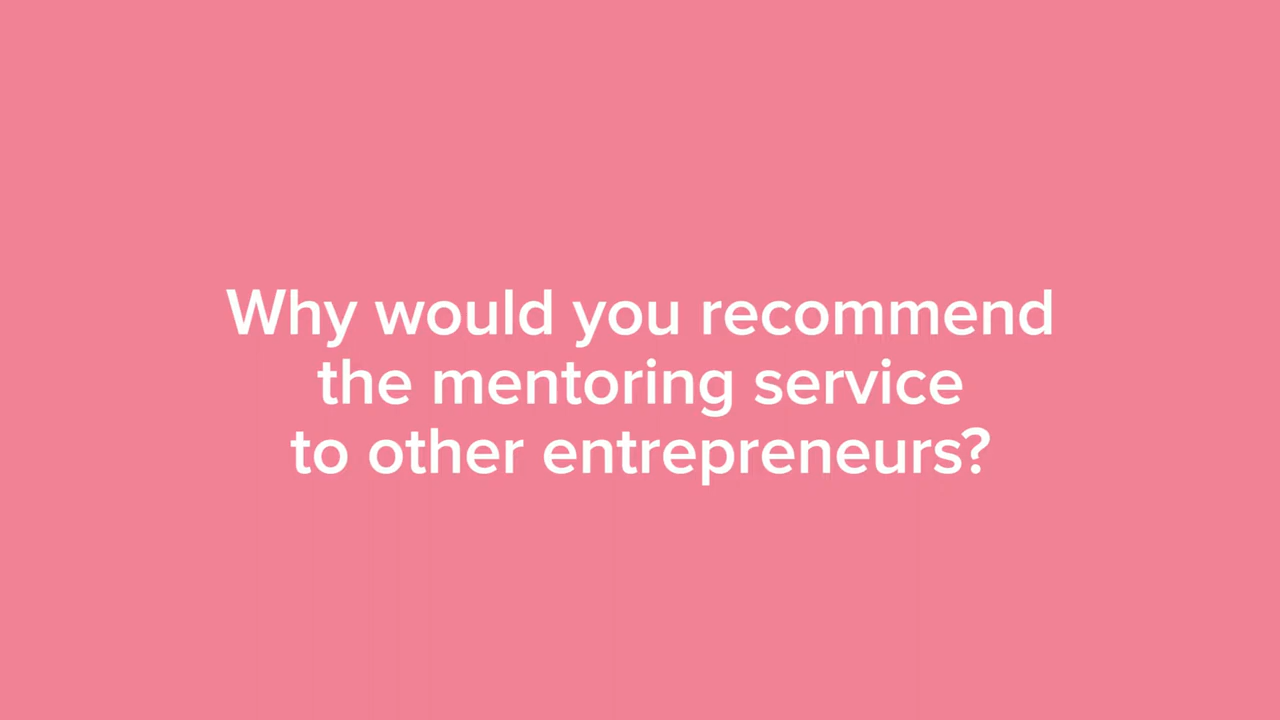 Why would you recommend
the mentoring service
to other entrepreneurs?